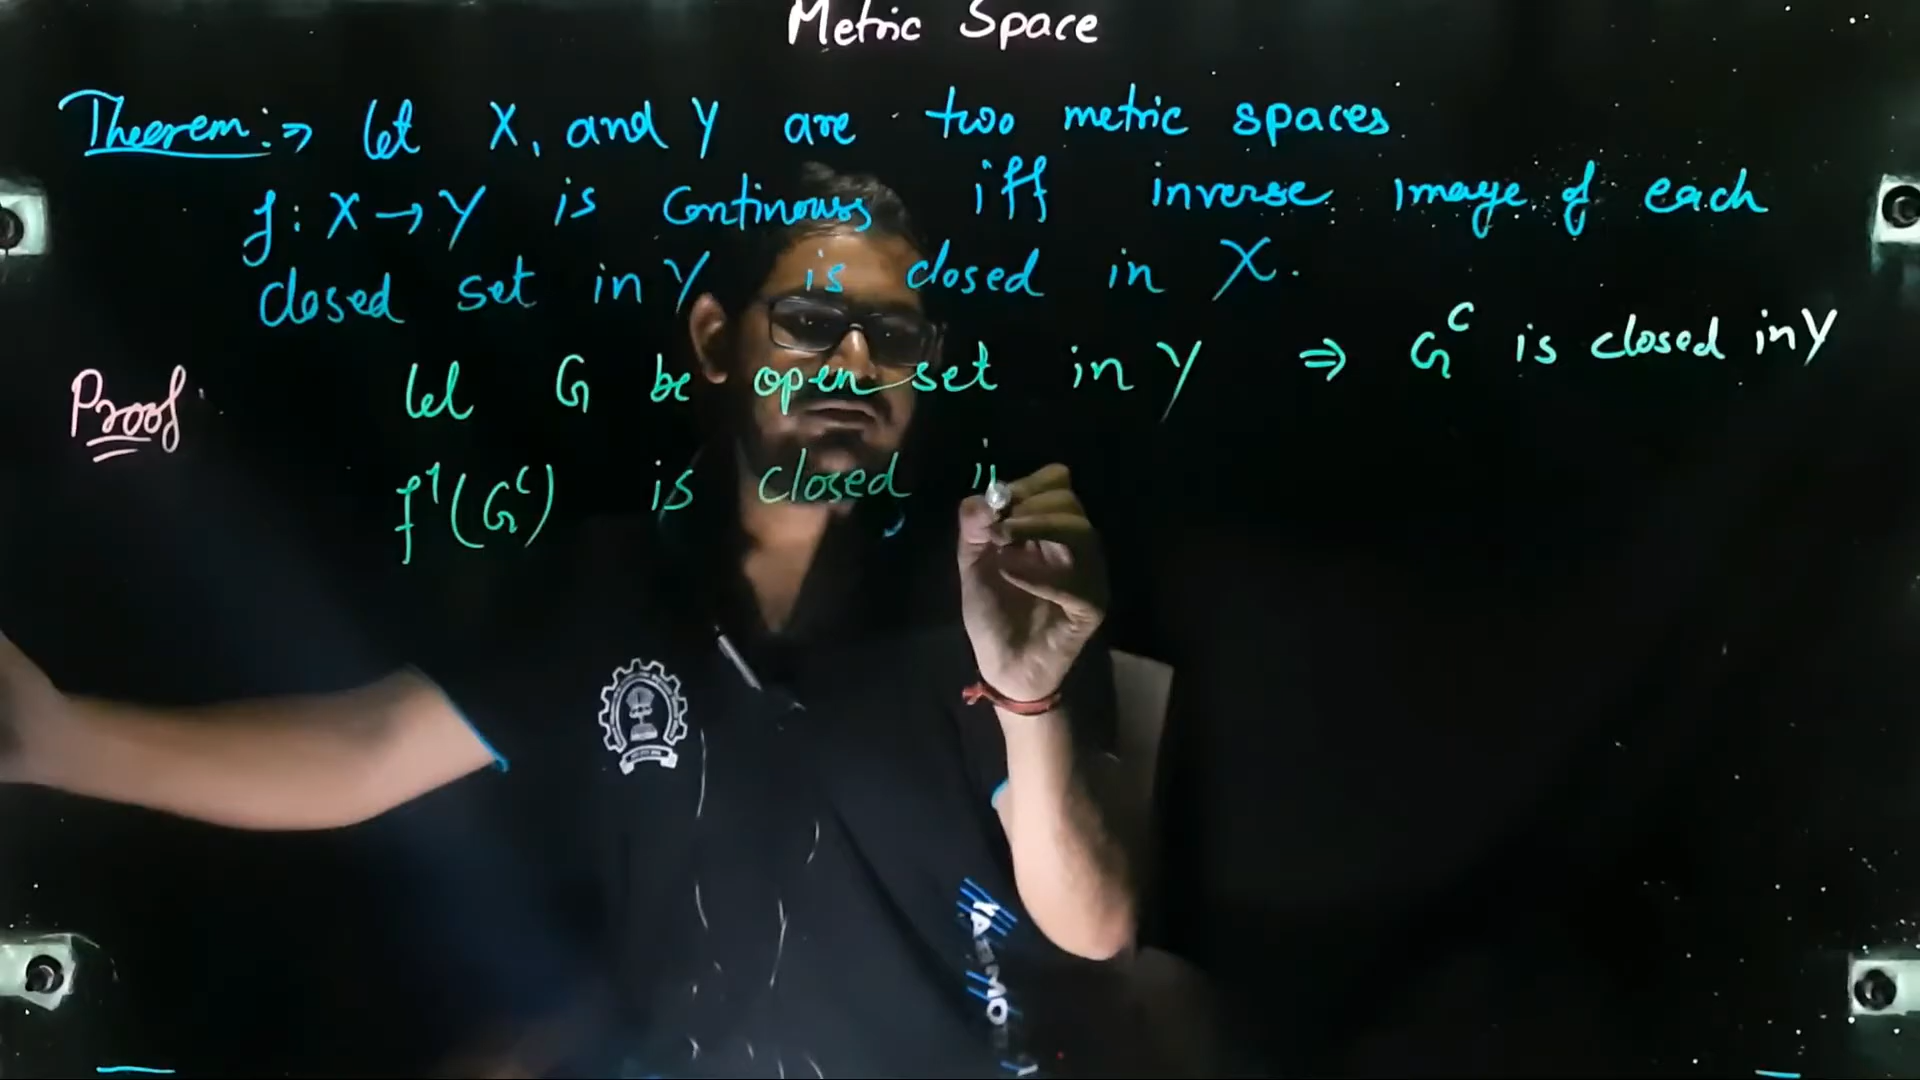 Metric Space
Theorem:⇒ let X, and Y are two metric spaces
f: X → Y is Continouss iff inverse image of each
closed set in Y is closed in X.
Proof: let G be open set in Y ⇒ G^c is closed in Y
f⁻¹(G^c) is closed i